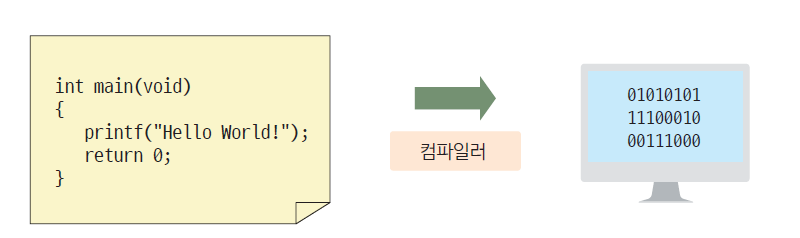 int main(void)
{
printf("Hello World!");
return 0;
}
컴파일러
01010101
11100010
00111000